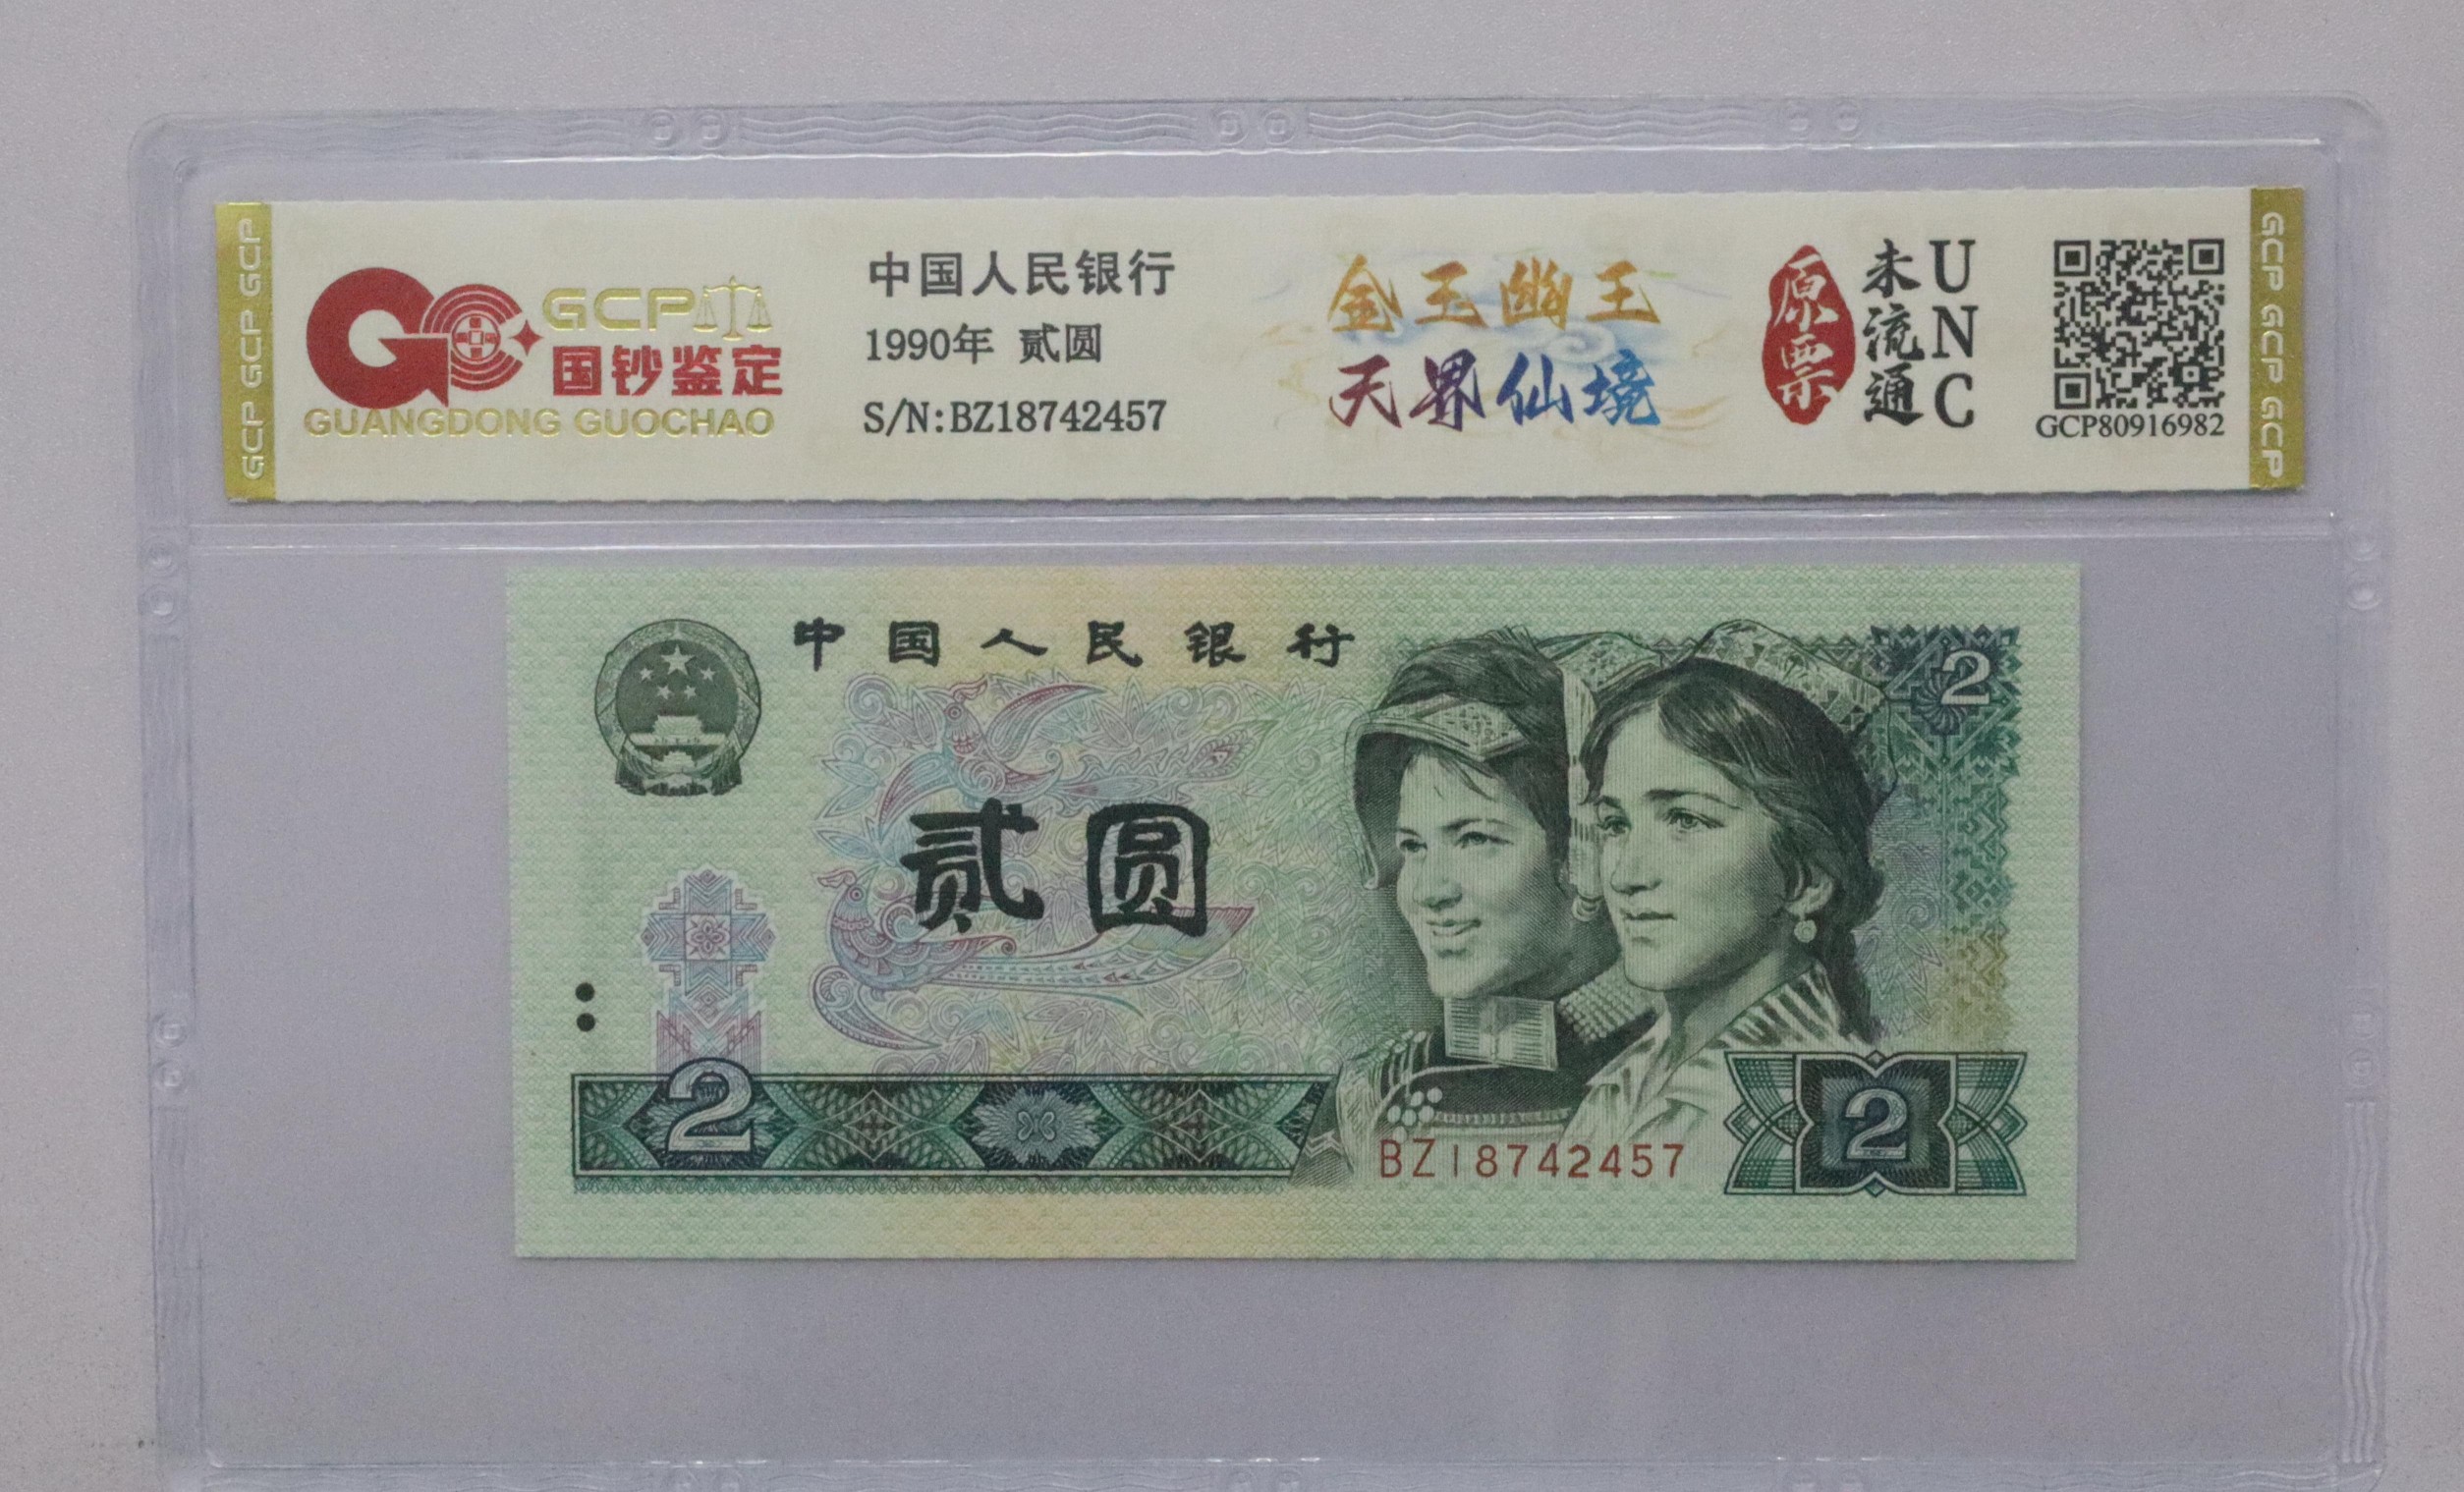 GCP GCP GCP
GCP
国钞鉴定
GUANGDONG GUOCHAO
中国人民银行
1990年 贰圆
S/N:BZ18742457
金玉幽王
天界仙境
原票
未流通
UNC
GCP80916982
GCP GCP GCP
中国人民银行
2
贰圆
2
BZ18742457
2